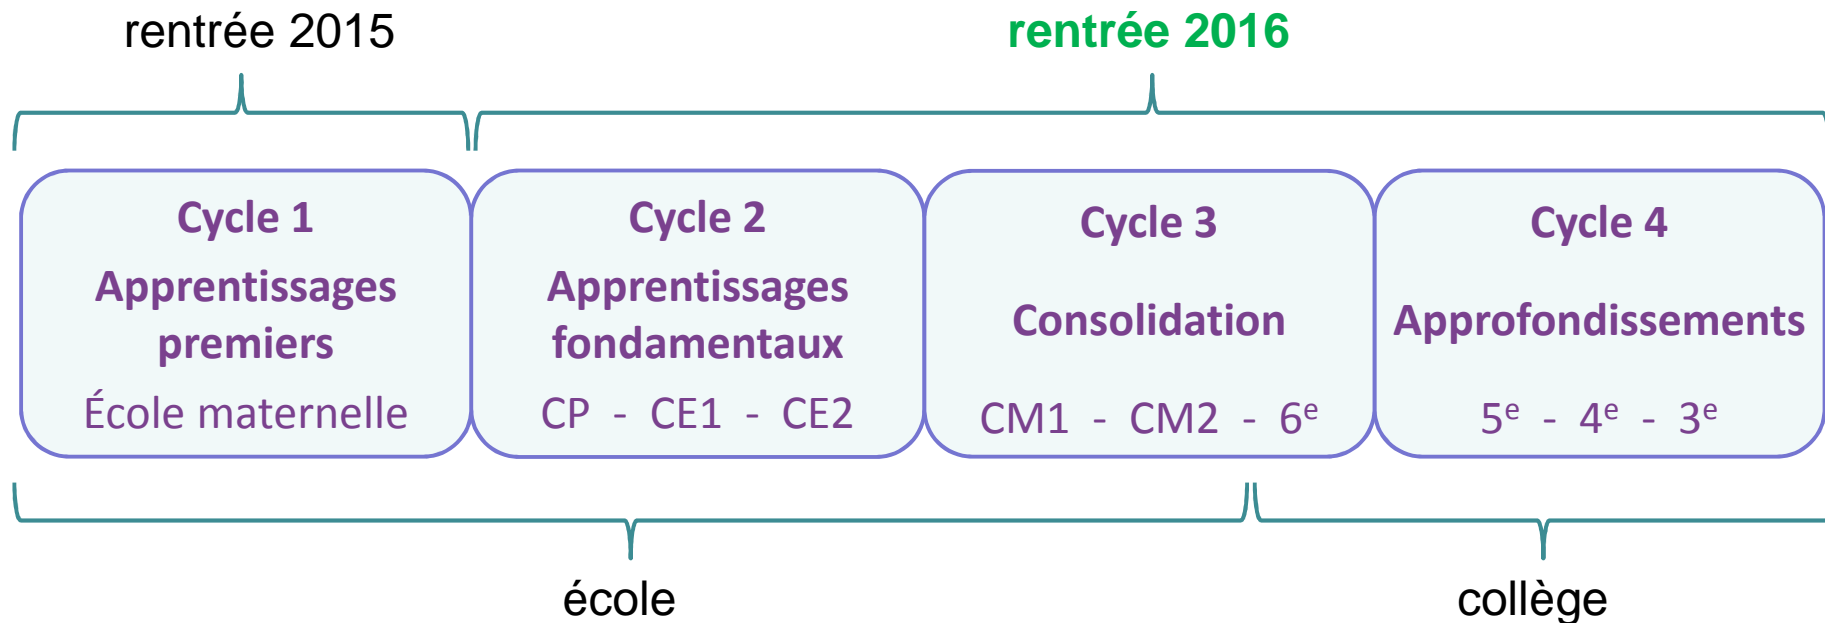 rentrée 2015
rentrée 2016
Cycle 1
Apprentissages
premiers
École maternelle
Cycle 2
Apprentissages
fondamentaux
CP - CE1 - CE2
Cycle 3
Consolidation
CM1 - CM2 - 6e
Cycle 4
Approfondissements
5e - 4e - 3e
école
collège